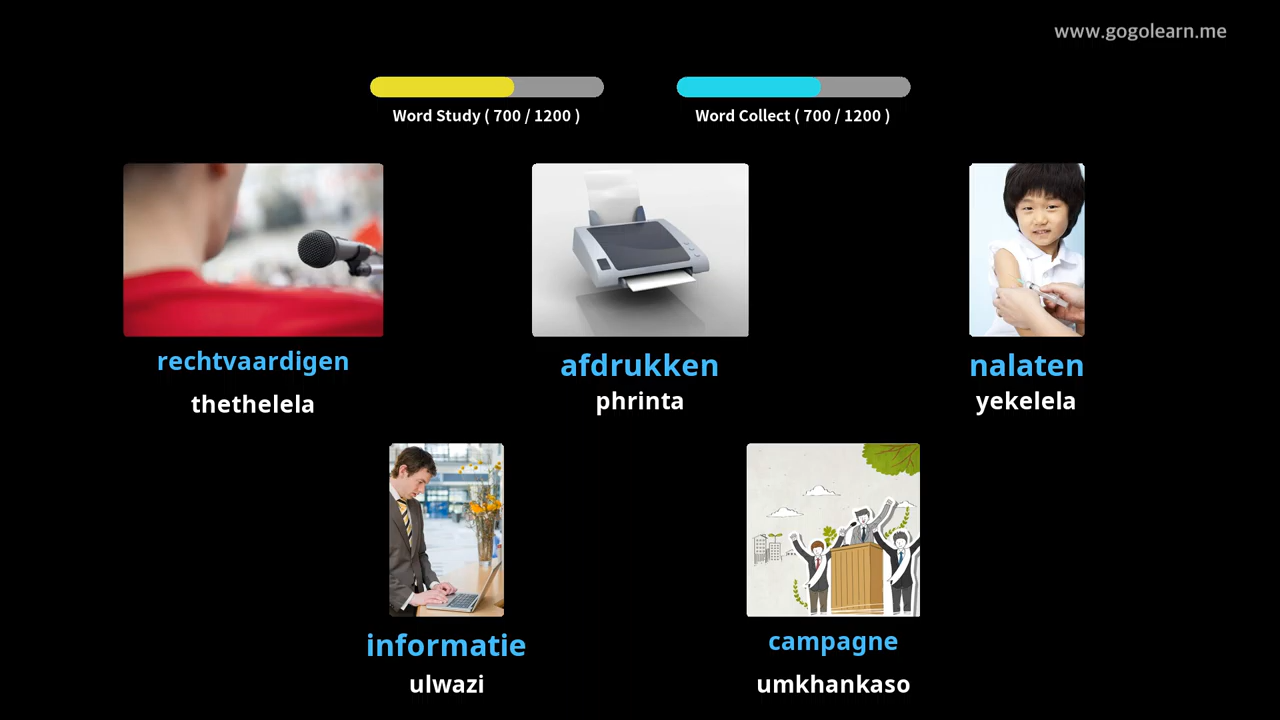 www.gogolearn.me
Word Study ( 700 / 1200 )
Word Collect ( 700 / 1200 )
rechtvaardigen
thethelela
afdrukken
phrinta
nalaten
yekelela
informatie
ulwazi
campagne
umkhankaso